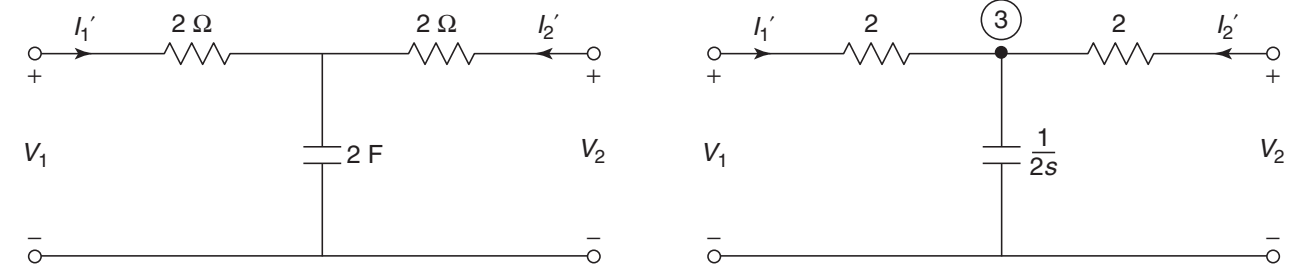 I₁′ 2 Ω 2 Ω I₂′
+ +
V₁ 2 F V₂
− −
3
I₁′ 2 2 I₂′
+ +
V₁ 1/2s V₂
− −